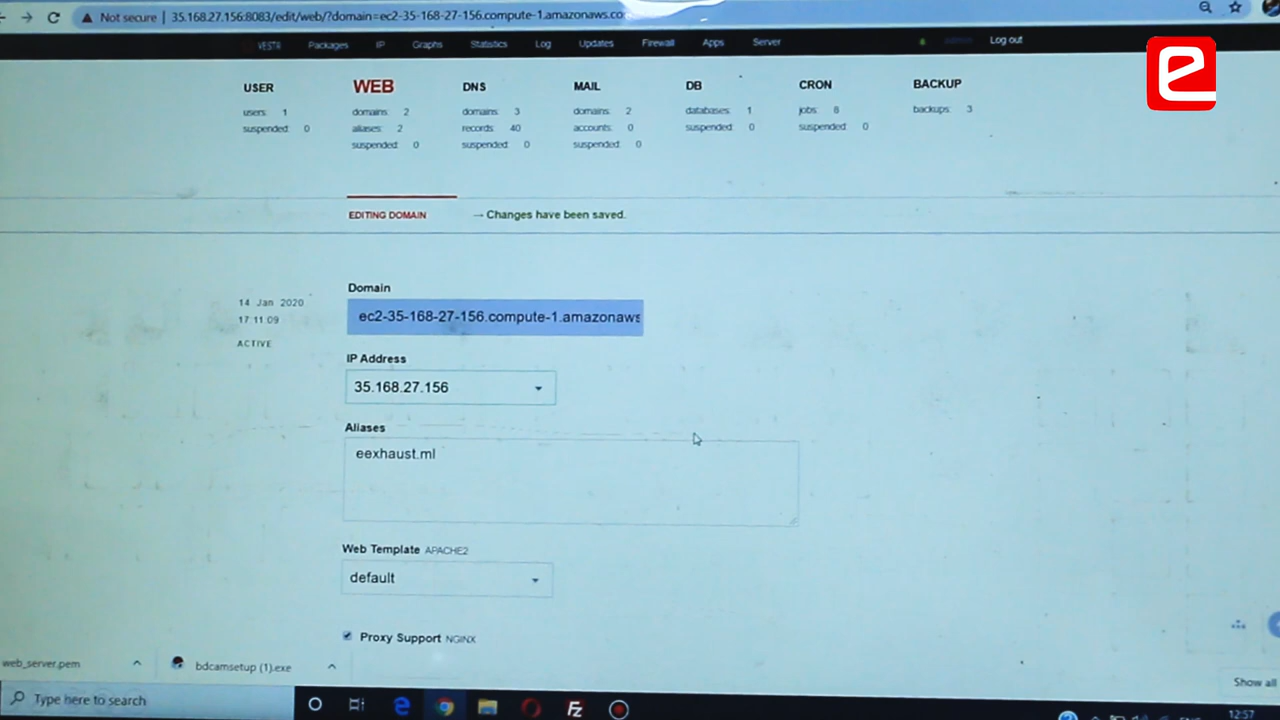 Not secure | 35.168.27.156:8083/edit/web/?domain=ec2-35-168-27-156.compute-1.amazonaws.co
VESTA Packages IP Graphs Statistics Log Updates Firewall Apps Server Log out
USER WEB DNS MAIL DB CRON BACKUP
users: 1 domains: 2 domains: 3 domains: 2 databases: 1 jobs: 8 backups: 3
suspended: 0 aliases: 2 records: 40 accounts: 0 suspended: 0 suspended: 0
suspended: 0 suspended: 0 suspended: 0
EDITING DOMAIN → Changes have been saved.
14 Jan 2020
17:11:09
ACTIVE
Domain
ec2-35-168-27-156.compute-1.amazonaws
IP Address
35.168.27.156
Aliases
eexhaust.ml
Web Template APACHE2
default
Proxy Support NGINX
web_server.pem bdcamsetup (1).exe Show all
Type here to search
Fz
12:57
e